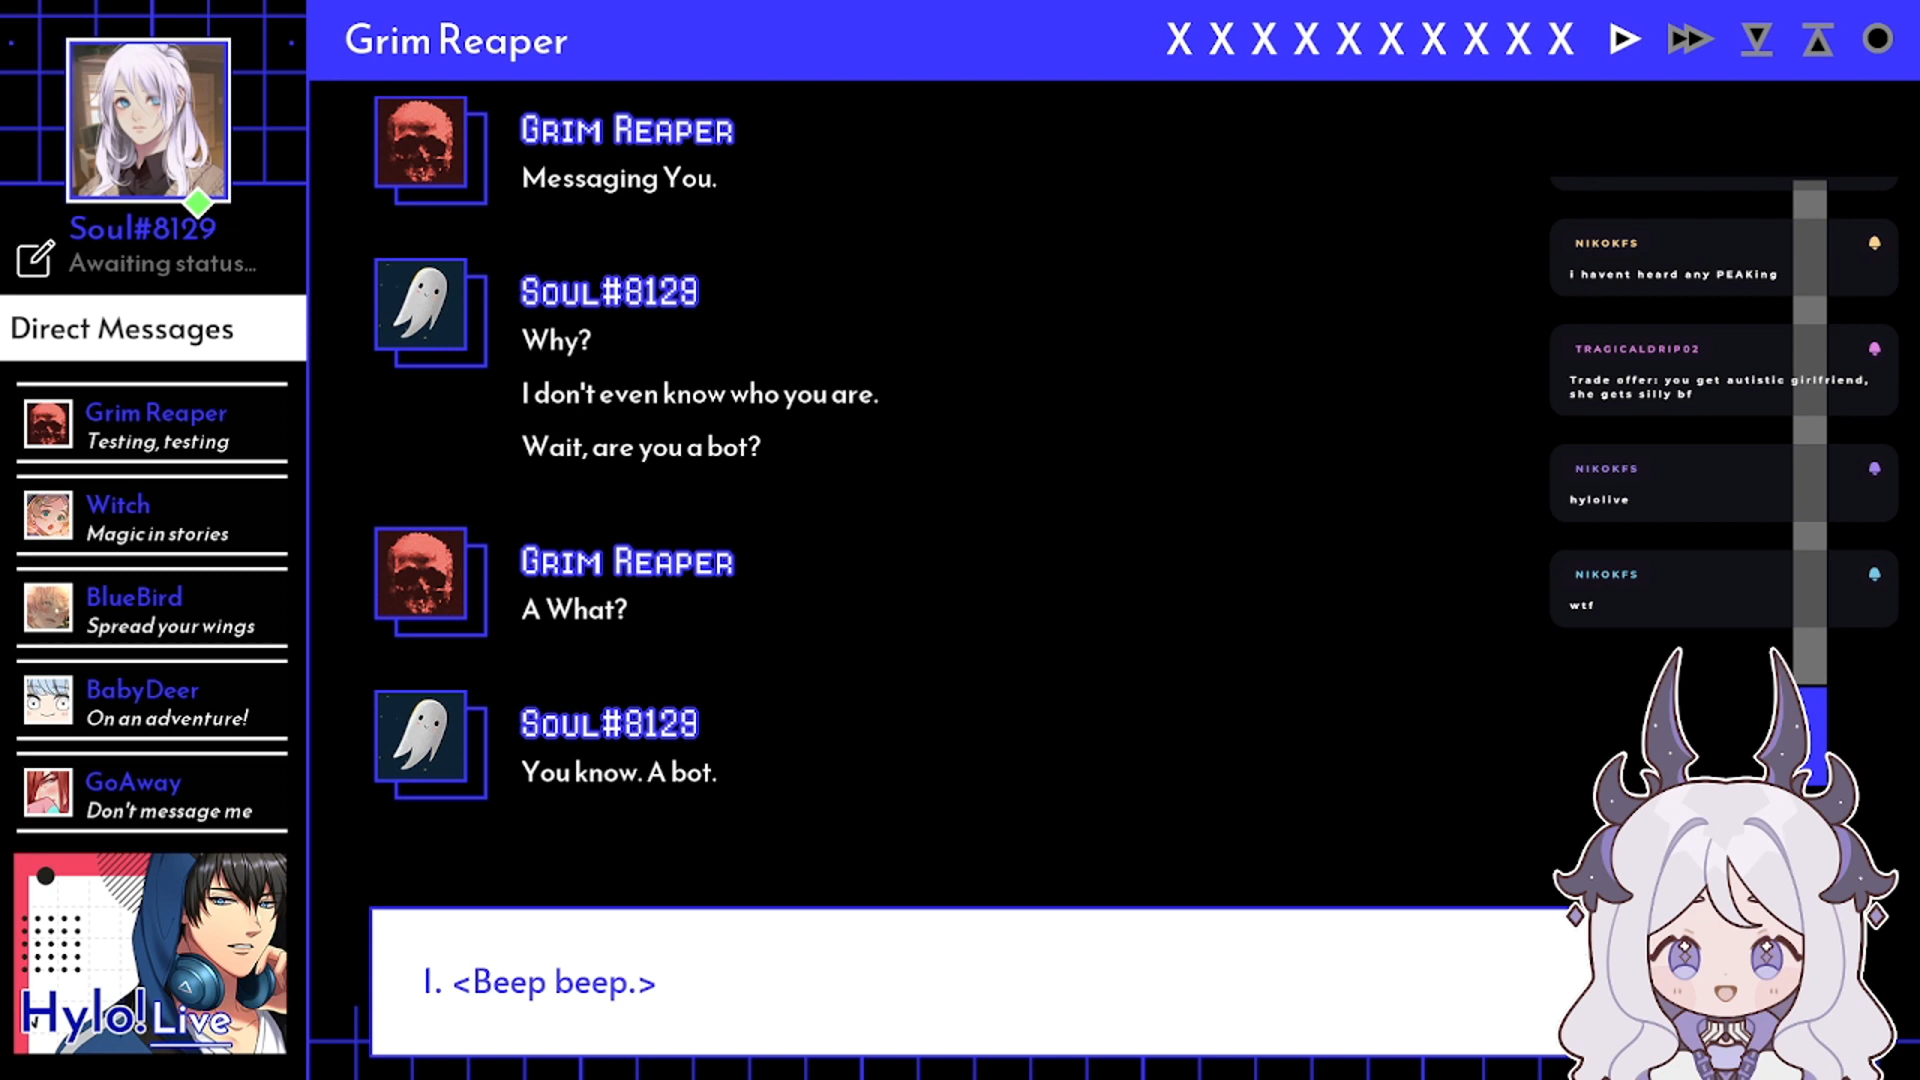 Grim Reaper
X X X X X X X X X X
Soul#8129
Awaiting status...
Direct Messages
Grim Reaper
Testing, testing
Witch
Magic in stories
BlueBird
Spread your wings
BabyDeer
On an adventure!
GoAway
Don't message me
Hylo! Live
Grim Reaper
Messaging You.
Soul#8129
Why?
I don't even know who you are.
Wait, are you a bot?
Grim Reaper
A What?
Soul#8129
You know. A bot.
1. <Beep beep.>
NIKOKFS
i havent heard any PEAKing
TRAGICALDRIP02
Trade offer: you get autistic girlfriend,
she gets silly bf
NIKOKFS
hylolive
NIKOKFS
wtf